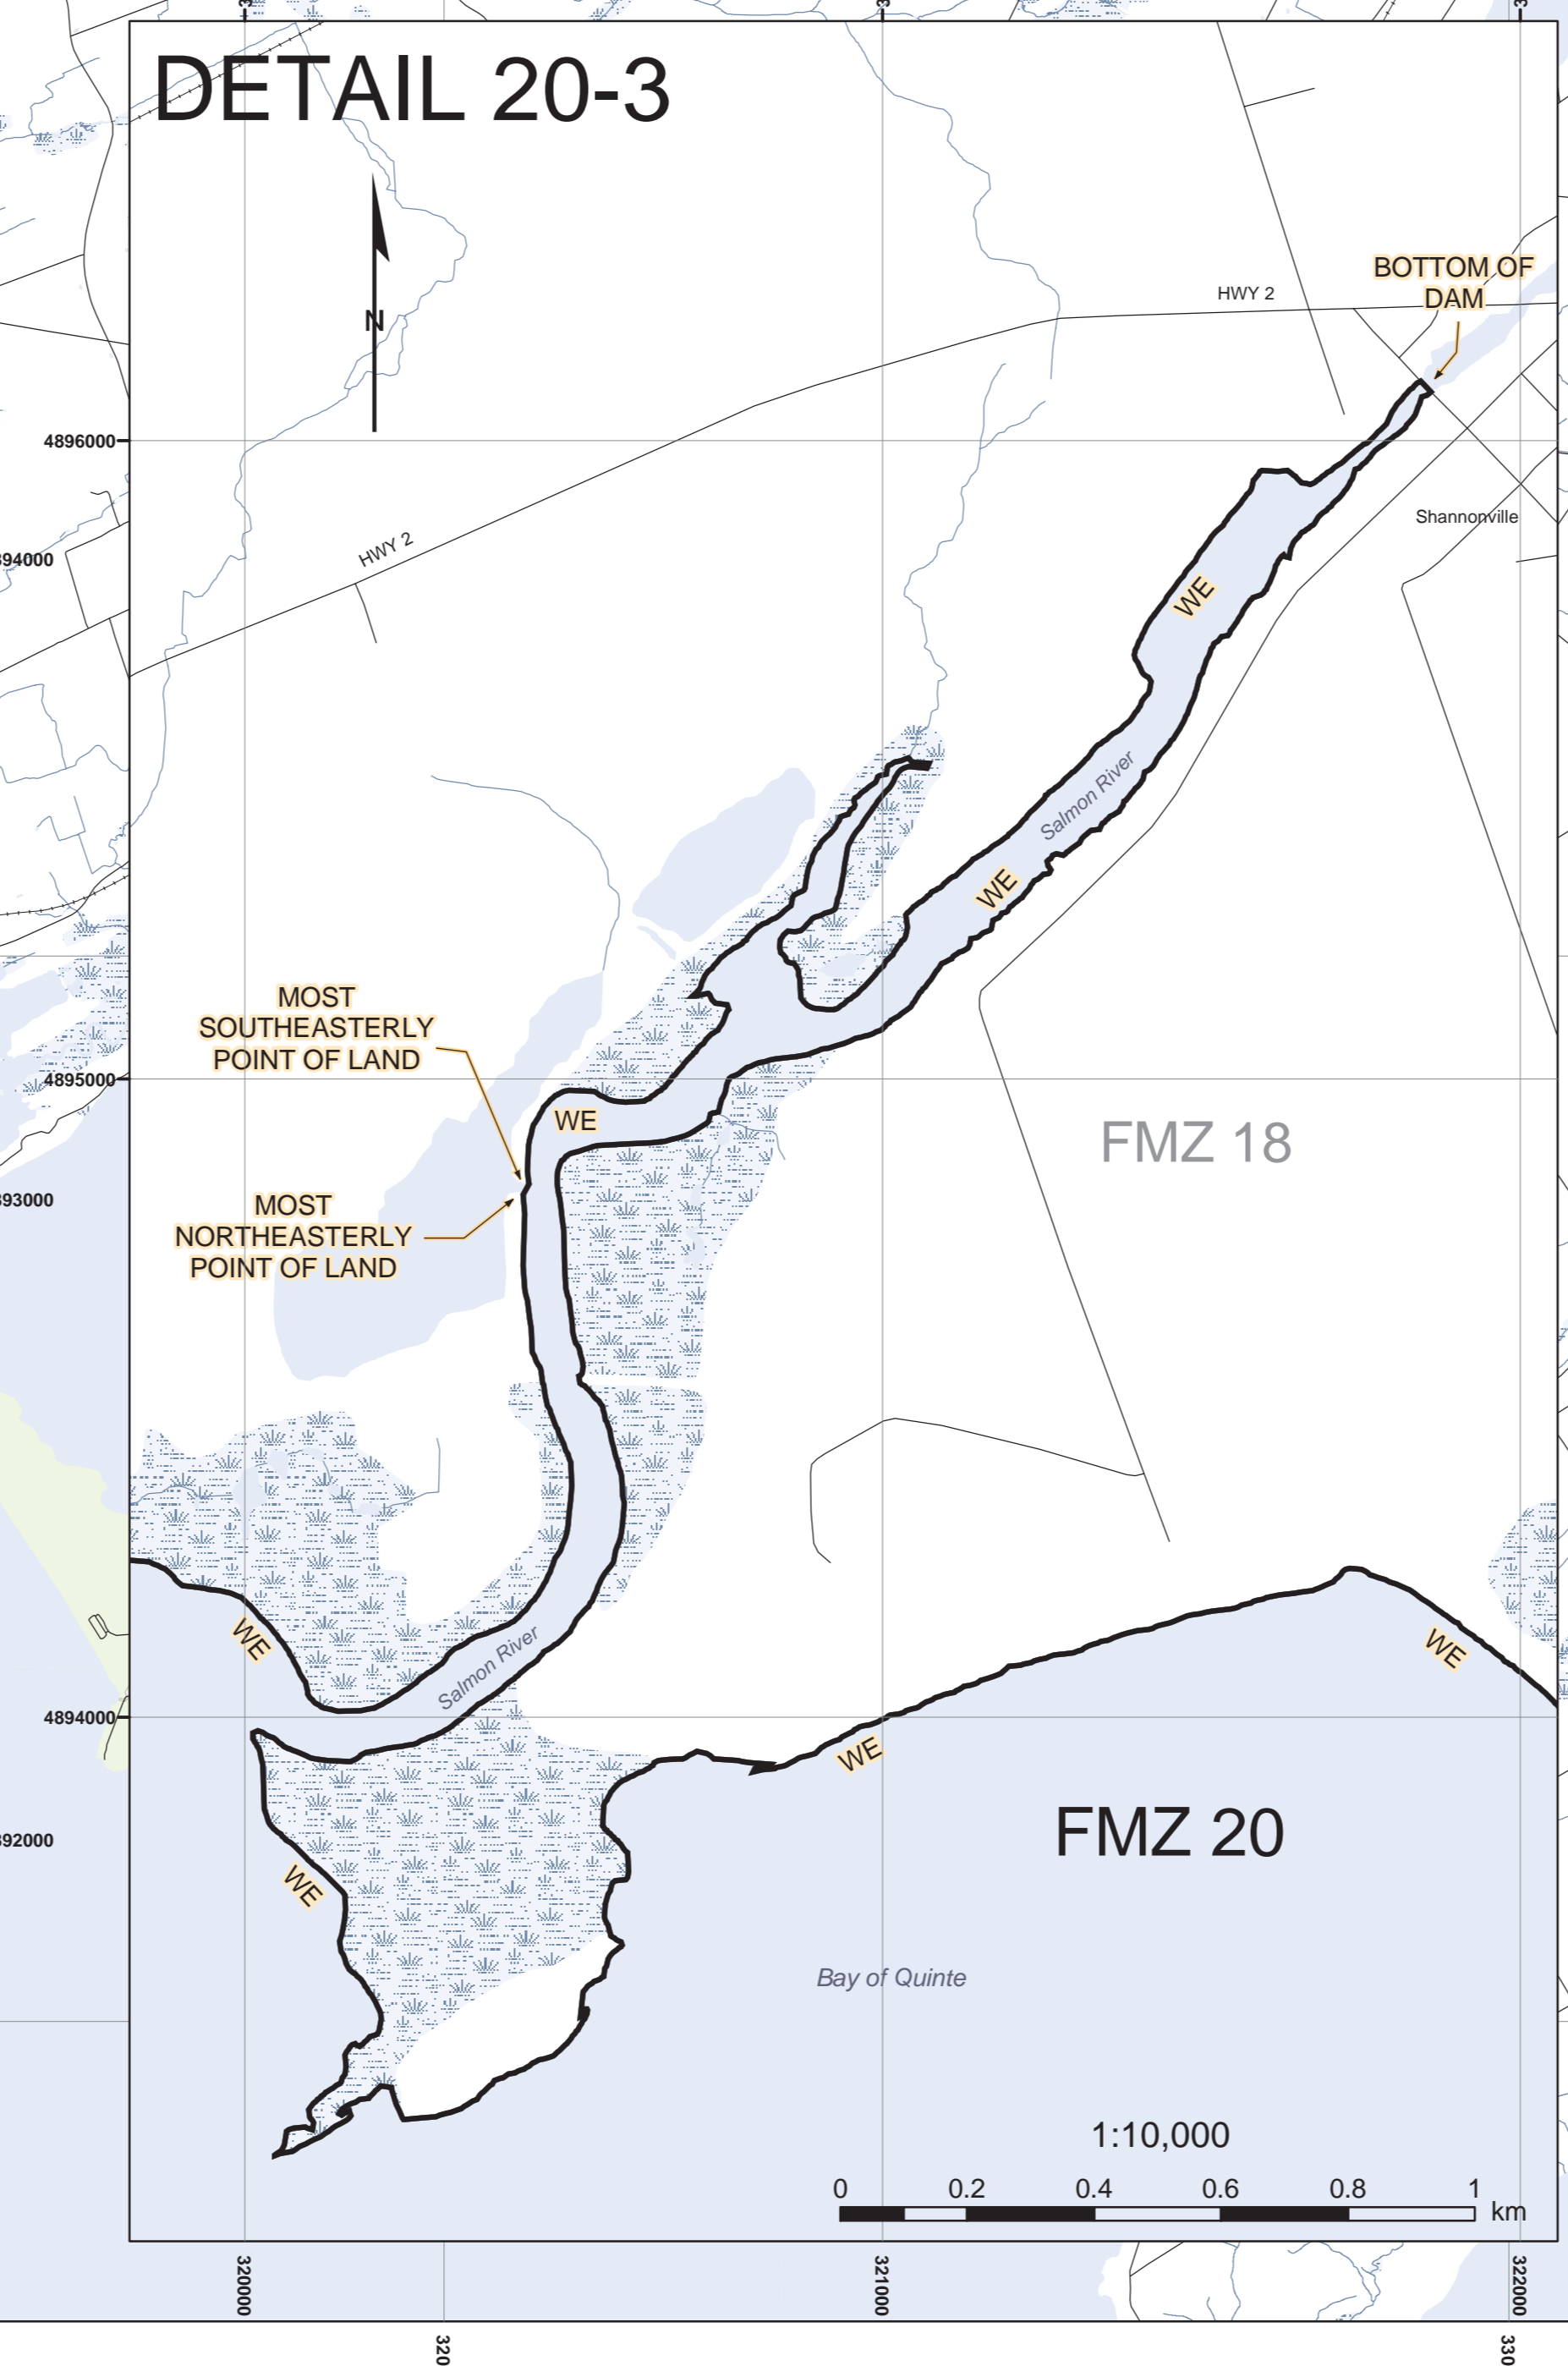 DETAIL 20-3
N
BOTTOM OF
DAM
HWY 2
4896000
Shannonville
HWY 2
894000
WE
Salmon River
WE
MOST
SOUTHEASTERLY
POINT OF LAND
4895000
WE
FMZ 18
893000
MOST
NORTHEASTERLY
POINT OF LAND
WE
Salmon River
WE
4894000
WE
FMZ 20
892000
WE
Bay of Quinte
1:10,000
0 0.2 0.4 0.6 0.8 1 km
320000
321000
322000
320
330